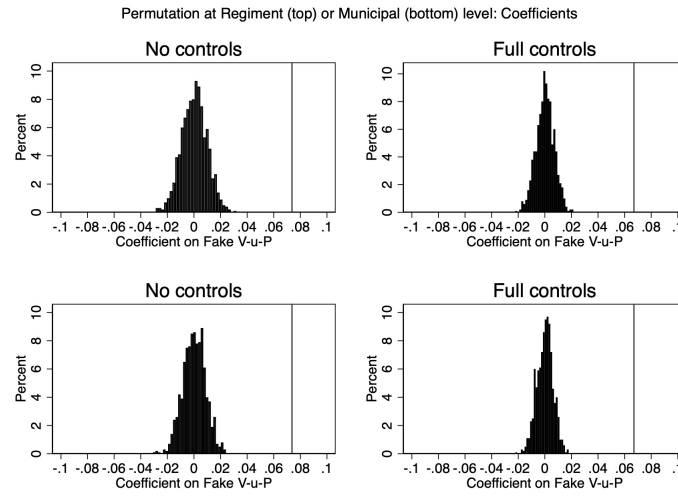 Permutation at Regiment (top) or Municipal (bottom) level: Coefficients
No controls
Full controls
Percent
0 2 4 6 8 10
-.1 -.08 -.06 -.04 -.02 0 .02 .04 .06 .08 .1
Coefficient on Fake V-u-P
Percent
0 2 4 6 8 10
-.1 -.08 -.06 -.04 -.02 0 .02 .04 .06 .08 .1
Coefficient on Fake V-u-P
No controls
Full controls
Percent
0 2 4 6 8 10
-.1 -.08 -.06 -.04 -.02 0 .02 .04 .06 .08 .1
Coefficient on Fake V-u-P
Percent
0 2 4 6 8 10
-.1 -.08 -.06 -.04 -.02 0 .02 .04 .06 .08 .1
Coefficient on Fake V-u-P